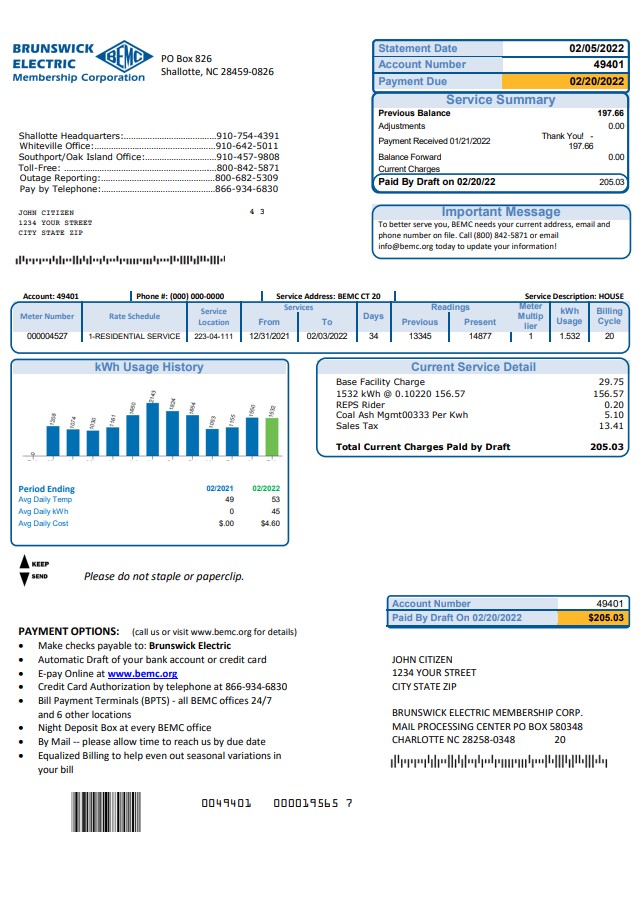 BRUNSWICK
ELECTRIC
Membership Corporation
BEMC
PO Box 826
Shallotte, NC 28459-0826
Statement Date 02/05/2022
Account Number 49401
Payment Due 02/20/2022
Service Summary
Previous Balance 197.66
Adjustments 0.00
Payment Received 01/21/2022 Thank You! - 197.66
Balance Forward 0.00
Current Charges
Paid By Draft on 02/20/22 205.03
Shallotte Headquarters:.....................910-754-4391
Whiteville Office:..............................910-642-5011
Southport/Oak Island Office:................910-457-9808
Toll-Free: .......................................800-842-5871
Outage Reporting:............................800-682-5309
Pay by Telephone:............................866-934-6830
JOHN CITIZEN 4 3
1234 YOUR STREET
CITY STATE ZIP
Important Message
To better serve you, BEMC needs your current address, email and
phone number on file. Call (800) 842-5871 or email
info@bemc.org today to update your information!
Account: 49401 Phone #: (000) 000-0000 Service Address: BEMC CT 20 Service Description: HOUSE
Meter Number Rate Schedule Service Location Services From To Days Readings Previous Present Meter Multip lier kWh Usage Billing Cycle
000004527 1-RESIDENTIAL SERVICE 223-04-111 12/31/2021 02/03/2022 34 13345 14877 1 1.532 20
kWh Usage History
0 1074 1030 2143 1532
Period Ending 02/2021 02/2022
Avg Daily Temp 49 53
Avg Daily kWh 0 45
Avg Daily Cost $.00 $4.60
Current Service Detail
Base Facility Charge 29.75
1532 kWh @ 0.10220 156.57 156.57
REPS Rider 0.20
Coal Ash Mgmt00333 Per Kwh 5.10
Sales Tax 13.41
Total Current Charges Paid by Draft 205.03
KEEP
SEND
Please do not staple or paperclip.
Account Number 49401
Paid By Draft On 02/20/2022 $205.03
PAYMENT OPTIONS: (call us or visit www.bemc.org for details)
• Make checks payable to: Brunswick Electric
• Automatic Draft of your bank account or credit card
• E-pay Online at www.bemc.org
• Credit Card Authorization by telephone at 866-934-6830
• Bill Payment Terminals (BPTS) - all BEMC offices 24/7
and 6 other locations
• Night Deposit Box at every BEMC office
• By Mail -- please allow time to reach us by due date
• Equalized Billing to help even out seasonal variations in
your bill
JOHN CITIZEN
1234 YOUR STREET
CITY STATE ZIP
BRUNSWICK ELECTRIC MEMBERSHIP CORP.
MAIL PROCESSING CENTER PO BOX 580348
CHARLOTTE NC 28258-0348 20
0049401 000019565 7